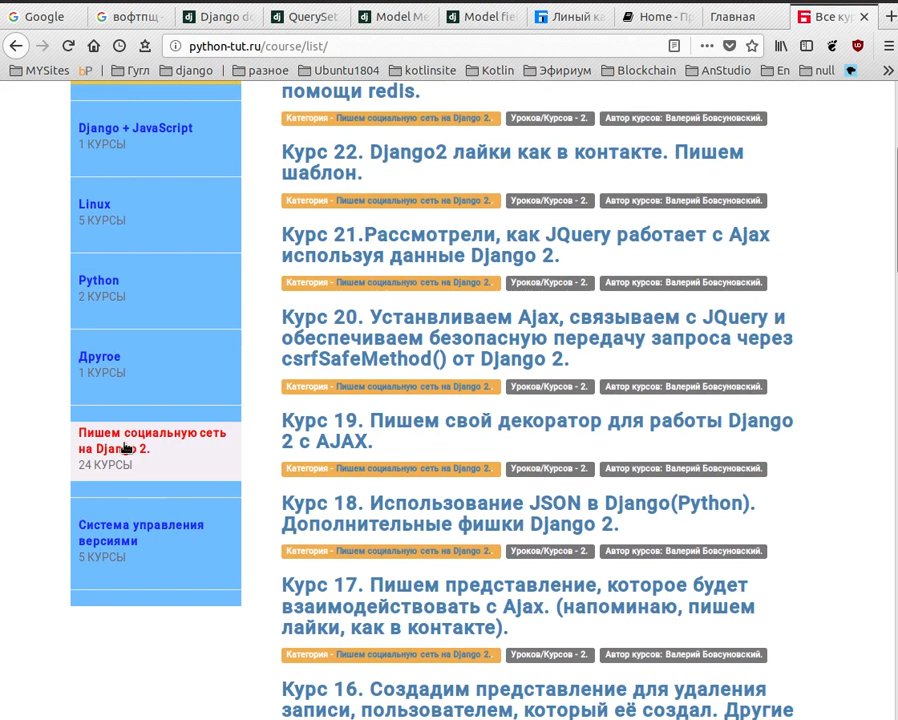 Google
вофтпщ
Django d
QuerySet
Model Me
Model fie
Линый ка
Home - Пр
Главная
Все кур
python-tut.ru/course/list/
MYSites
bP
Гугл
django
разное
Ubuntu1804
kotlinsite
Kotlin
Эфириум
Blockchain
AnStudio
En
null
Django + JavaScript
1 КУРСЫ
Linux
5 КУРСЫ
Python
2 КУРСЫ
Другое
1 КУРСЫ
Пишем социальную сеть
на Django 2.
24 КУРСЫ
Система управления
версиями
5 КУРСЫ
помощи redis.
Категория - Пишем социальную сеть на Django 2. . Уроков/Курсов - 2. Автор курсов: Валерий Бовсуновский.
Курс 22. Django2 лайки как в контакте. Пишем
шаблон.
Категория - Пишем социальную сеть на Django 2. . Уроков/Курсов - 2. Автор курсов: Валерий Бовсуновский.
Курс 21.Рассмотрели, как JQuery работает с Ajax
используя данные Django 2.
Категория - Пишем социальную сеть на Django 2. . Уроков/Курсов - 2. Автор курсов: Валерий Бовсуновский.
Курс 20. Уставливаем Ajax, связываем с JQuery и
обеспечиваем безопасную передачу запроса через
csrfSafeMethod() от Django 2.
Категория - Пишем социальную сеть на Django 2. . Уроков/Курсов - 2. Автор курсов: Валерий Бовсуновский.
Курс 19. Пишем свой декоратор для работы Django
2 с AJAX.
Категория - Пишем социальную сеть на Django 2. . Уроков/Курсов - 2. Автор курсов: Валерий Бовсуновский.
Курс 18. Использование JSON в Django(Python).
Дополнительные фишки Django 2.
Категория - Пишем социальную сеть на Django 2. . Уроков/Курсов - 2. Автор курсов: Валерий Бовсуновский.
Курс 17. Пишем представление, которое будет
взаимодействовать с Ajax. (напоминаю, пишем
лайки, как в контакте).
Категория - Пишем социальную сеть на Django 2. . Уроков/Курсов - 2. Автор курсов: Валерий Бовсуновский.
Курс 16. Создадим представление для удаления
записи, пользователем, который её создал. Другие